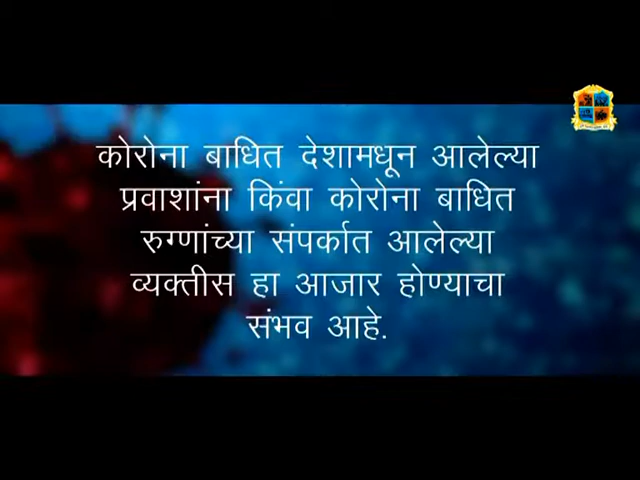 कोरोना बाधित देशामधून आलेल्या
प्रवाशांना किंवा कोरोना बाधित
रुग्णांच्या संपर्कात आलेल्या
व्यक्तीस हा आजार होण्याचा
संभव आहे.